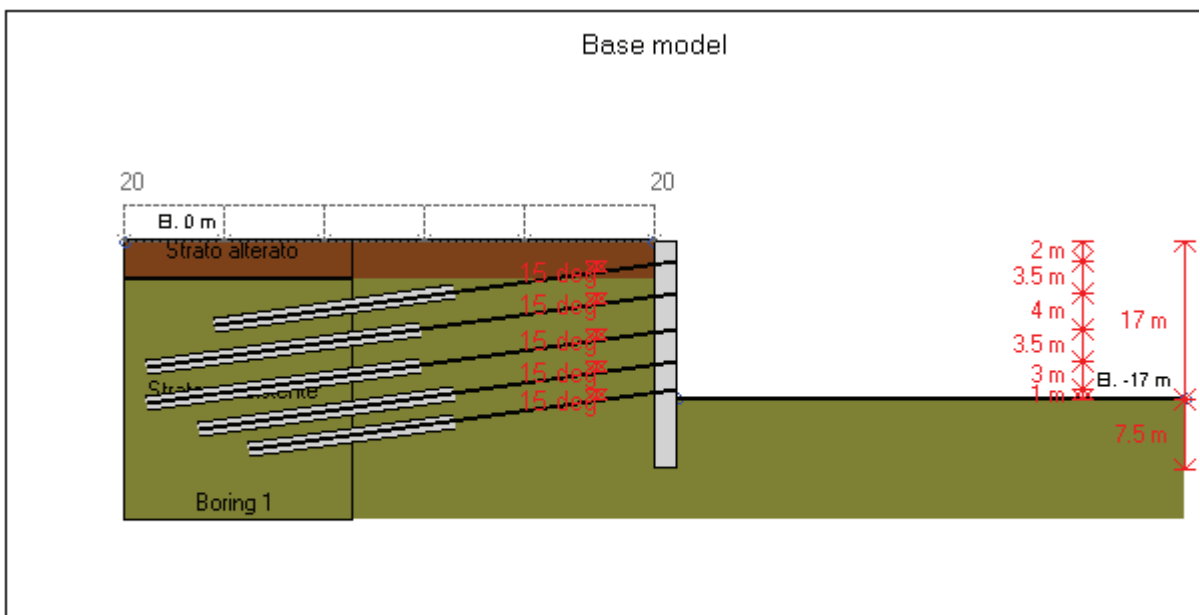 Base model
20 20
El. 0 m
Strato alterato
15 deg
15 deg
15 deg
15 deg
15 deg
Strato
Boring 1
2 m
3.5 m
4 m
3.5 m
3 m
1 m
17 m
El. -17 m
7.5 m